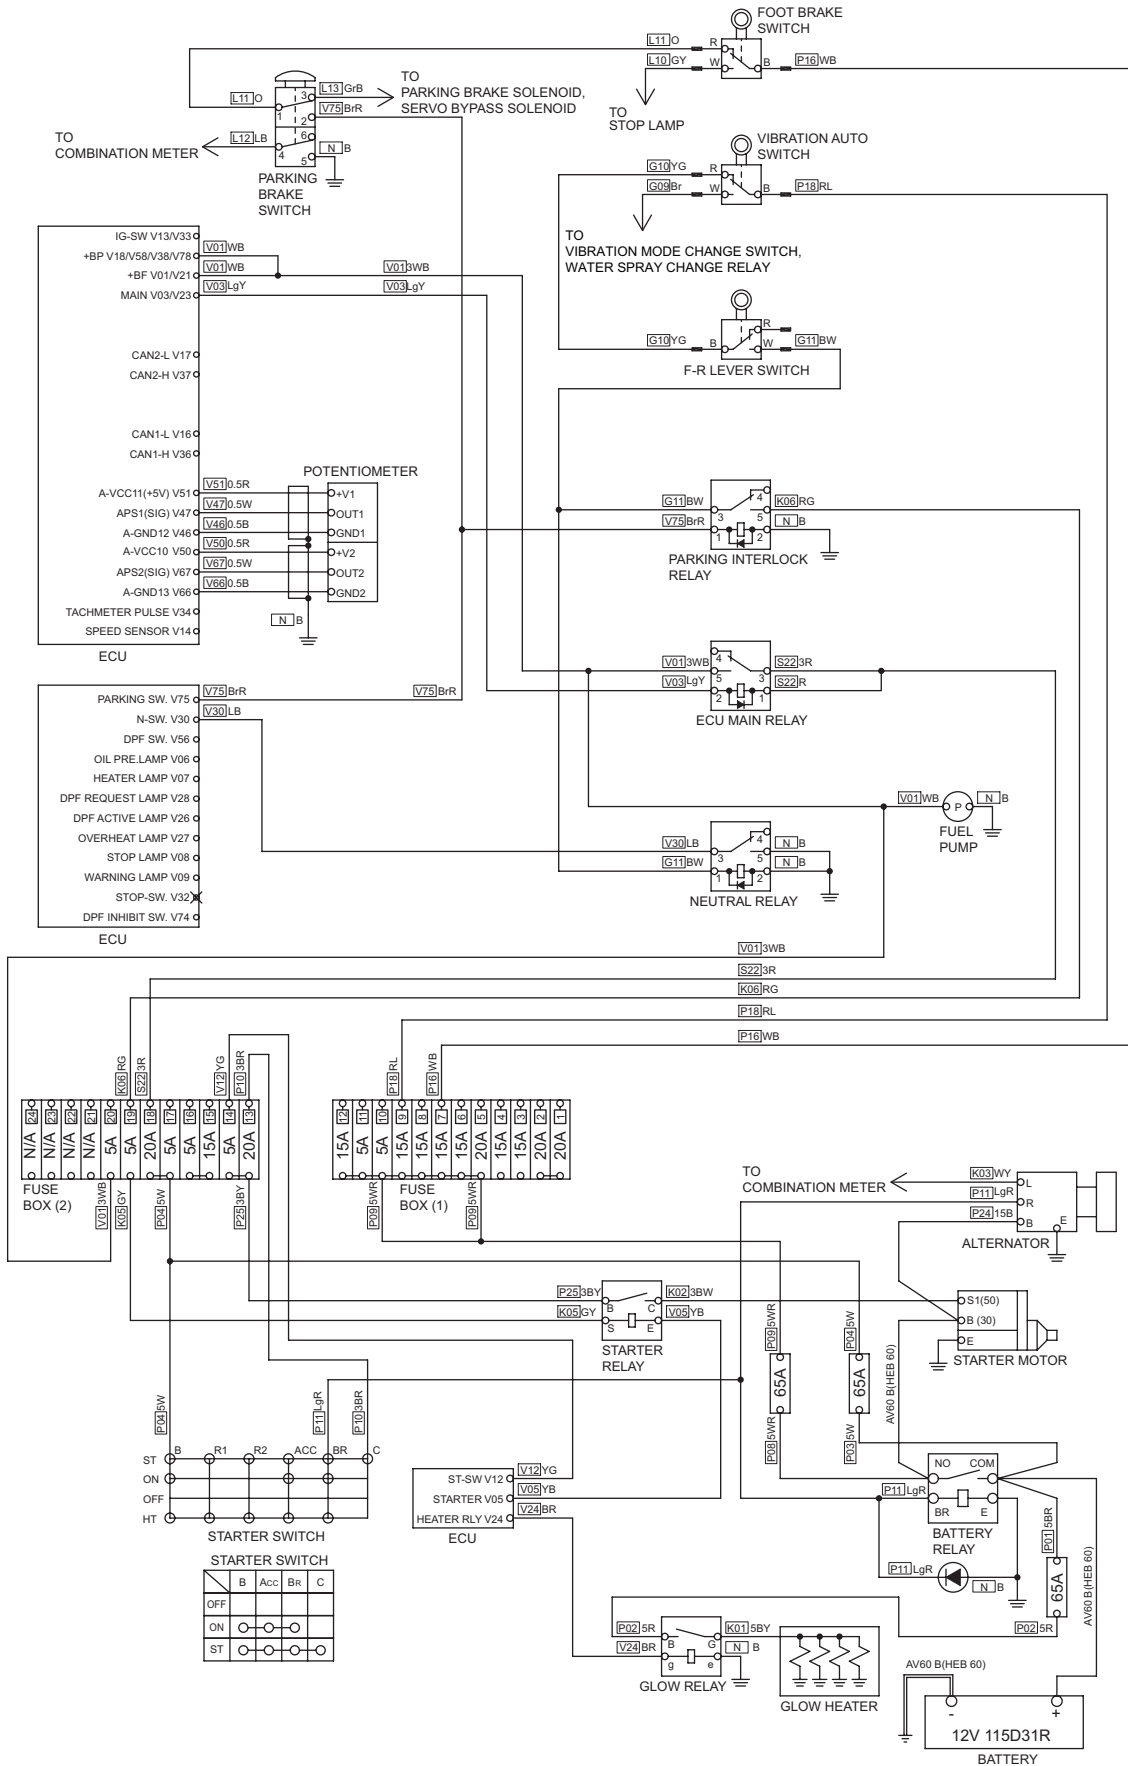 FOOT BRAKE
SWITCH
L11 O
R
L10 GY
W
B
P16 WB
TO
STOP LAMP
TO
PARKING BRAKE SOLENOID,
SERVO BYPASS SOLENOID
L13 GrB
V75 BrR
L11 O
3
1
2
6
4
5
L12 LB
N B
TO
COMBINATION METER
PARKING
BRAKE
SWITCH
VIBRATION AUTO
SWITCH
G10 YG
R
G09 Br
W
B
P18 RL
TO
VIBRATION MODE CHANGE SWITCH,
WATER SPRAY CHANGE RELAY
IG-SW V13/V33
+BP V18/V58/V38/V78
V01 WB
+BF V01/V21
V01 WB
V01 3WB
MAIN V03/V23
V03 LgY
V03 LgY
CAN2-L V17
CAN2-H V37
CAN1-L V16
CAN1-H V36
A-VCC11(+5V) V51
V51 0.5R
APS1(SIG) V47
V47 0.5W
A-GND12 V46
V46 0.5B
A-VCC10 V50
V50 0.5R
APS2(SIG) V67
V67 0.5W
A-GND13 V66
V66 0.5B
TACHMETER PULSE V34
SPEED SENSOR V14
ECU
POTENTIOMETER
+V1
OUT1
GND1
+V2
OUT2
GND2
N B
G10 YG
B
R
W
G11 BW
F-R LEVER SWITCH
G11 BW
V75 BrR
3
4
5
1
2
K06 RG
N B
PARKING INTERLOCK
RELAY
V01 3WB
V03 LgY
4
5
3
2
1
S22 3R
S22 R
ECU MAIN RELAY
PARKING SW. V75
V75 BrR
V75 BrR
N-SW. V30
V30 LB
DPF SW. V56
OIL PRE.LAMP V06
HEATER LAMP V07
DPF REQUEST LAMP V28
DPF ACTIVE LAMP V26
OVERHEAT LAMP V27
STOP LAMP V08
WARNING LAMP V09
STOP-SW. V32
DPF INHIBIT SW. V74
ECU
V01 WB
P
N B
FUEL
PUMP
V30 LB
G11 BW
3
4
5
1
2
N B
N B
NEUTRAL RELAY
V01 3WB
S22 3R
K06 RG
P18 RL
P16 WB
K06 RG
S22 3R
V12 YG
P10 3BR
P18 RL
P16 WB
24 23 22 21 20 19 18 17 16 15 14 13
N/A N/A N/A N/A 5A 5A 20A 5A 5A 15A 5A 20A
12 11 10 9 8 7 6 5 4 3 2 1
15A 5A 5A 15A 15A 15A 15A 20A 15A 15A 20A 20A
FUSE
BOX (2)
V01 3WB
K05 GY
P04 5W
P25 3BY
P09 5WR
FUSE
BOX (1)
P09 5WR
TO
COMBINATION METER
K03 WY
L
P11 LgR
R
P24 15B
B
E
ALTERNATOR
P25 3BY
K05 GY
B
C
S
E
K02 3BW
V05 YB
STARTER
RELAY
S1(50)
B (30)
E
STARTER MOTOR
P09 5WR
65A
P08 5WR
P04 5W
65A
P03 5W
AV60 B(HEB 60)
P04 5W
P11 LgR
P10 3BR
B
R1
R2
ACC
BR
C
ST
ON
OFF
HT
STARTER SWITCH
STARTER SWITCH
B ACC BR C
OFF
ON
ST
ST-SW V12
V12 YG
STARTER V05
V05 YB
HEATER RLY V24
V24 BR
ECU
NO
COM
P11 LgR
BR
E
BATTERY
RELAY
P11 LgR
N B
P01 5BR
65A
P02 5R
AV60 B(HEB 60)
P02 5R
V24 BR
B
G
g
e
K01 5BY
N B
GLOW RELAY
GLOW HEATER
AV60 B(HEB 60)
-
+
12V 115D31R
BATTERY